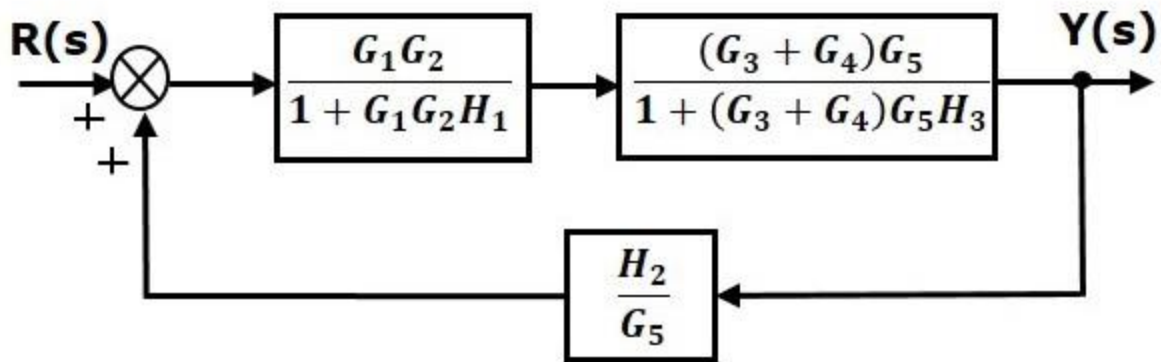 R(s)
+
+
G₁G₂
1 + G₁G₂H₁
(G₃ + G₄)G₅
1 + (G₃ + G₄)G₅H₃
Y(s)
H₂
G₅